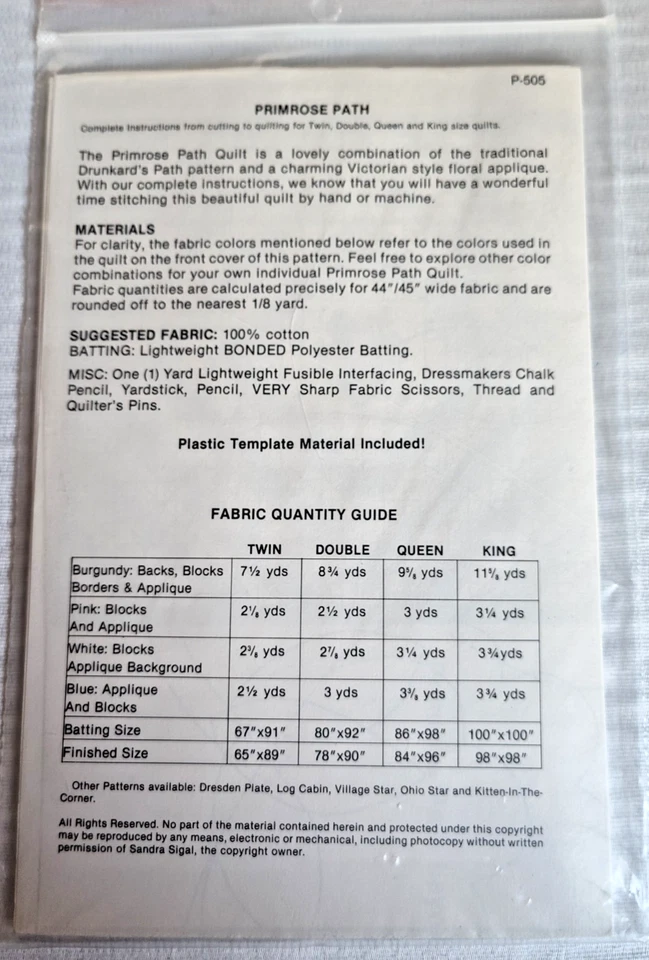 P-505
PRIMROSE PATH
Complete Instructions from cutting to quilting for Twin, Double, Queen and King size quilts.
The Primrose Path Quilt is a lovely combination of the traditional
Drunkard's Path pattern and a charming Victorian style floral applique.
With our complete instructions, we know that you will have a wonderful
time stitching this beautiful quilt by hand or machine.
MATERIALS
For clarity, the fabric colors mentioned below refer to the colors used in
the quilt on the front cover of this pattern. Feel free to explore other color
combinations for your own individual Primrose Path Quilt.
Fabric quantities are calculated precisely for 44"/45" wide fabric and are
rounded off to the nearest 1/8 yard.
SUGGESTED FABRIC: 100% cotton
BATTING: Lightweight BONDED Polyester Batting.
MISC: One (1) Yard Lightweight Fusible Interfacing, Dressmakers Chalk
Pencil, Yardstick, Pencil, VERY Sharp Fabric Scissors, Thread and
Quilter's Pins.
Plastic Template Material Included!
FABRIC QUANTITY GUIDE
TWIN DOUBLE QUEEN KING
Burgundy: Backs, Blocks 7½ yds 8¾ yds yds yds
Borders & Applique
Pink: Blocks 2⅛ yds 2½ yds 3 yds 3¼ yds
And Applique
White: Blocks 2⅜ yds 2⅞ yds 3¼ yds 3¾yds
Applique Background
Blue: Applique 2½ yds 3 yds 3⅜ yds 3¾ yds
And Blocks
Batting Size 67"x91" 80"x92" 86"x98" 100"x100"
Finished Size 65"x89" 78"x90" 84"x96" 98"x98"
Other Patterns available: Dresden Plate, Log Cabin, Village Star, Ohio Star and Kitten-In-The-
Corner.
All Rights Reserved. No part of the material contained herein and protected under this copyright
may be reproduced by any means, electronic or mechanical, including photocopy without written
permission of Sandra Sigal, the copyright owner.